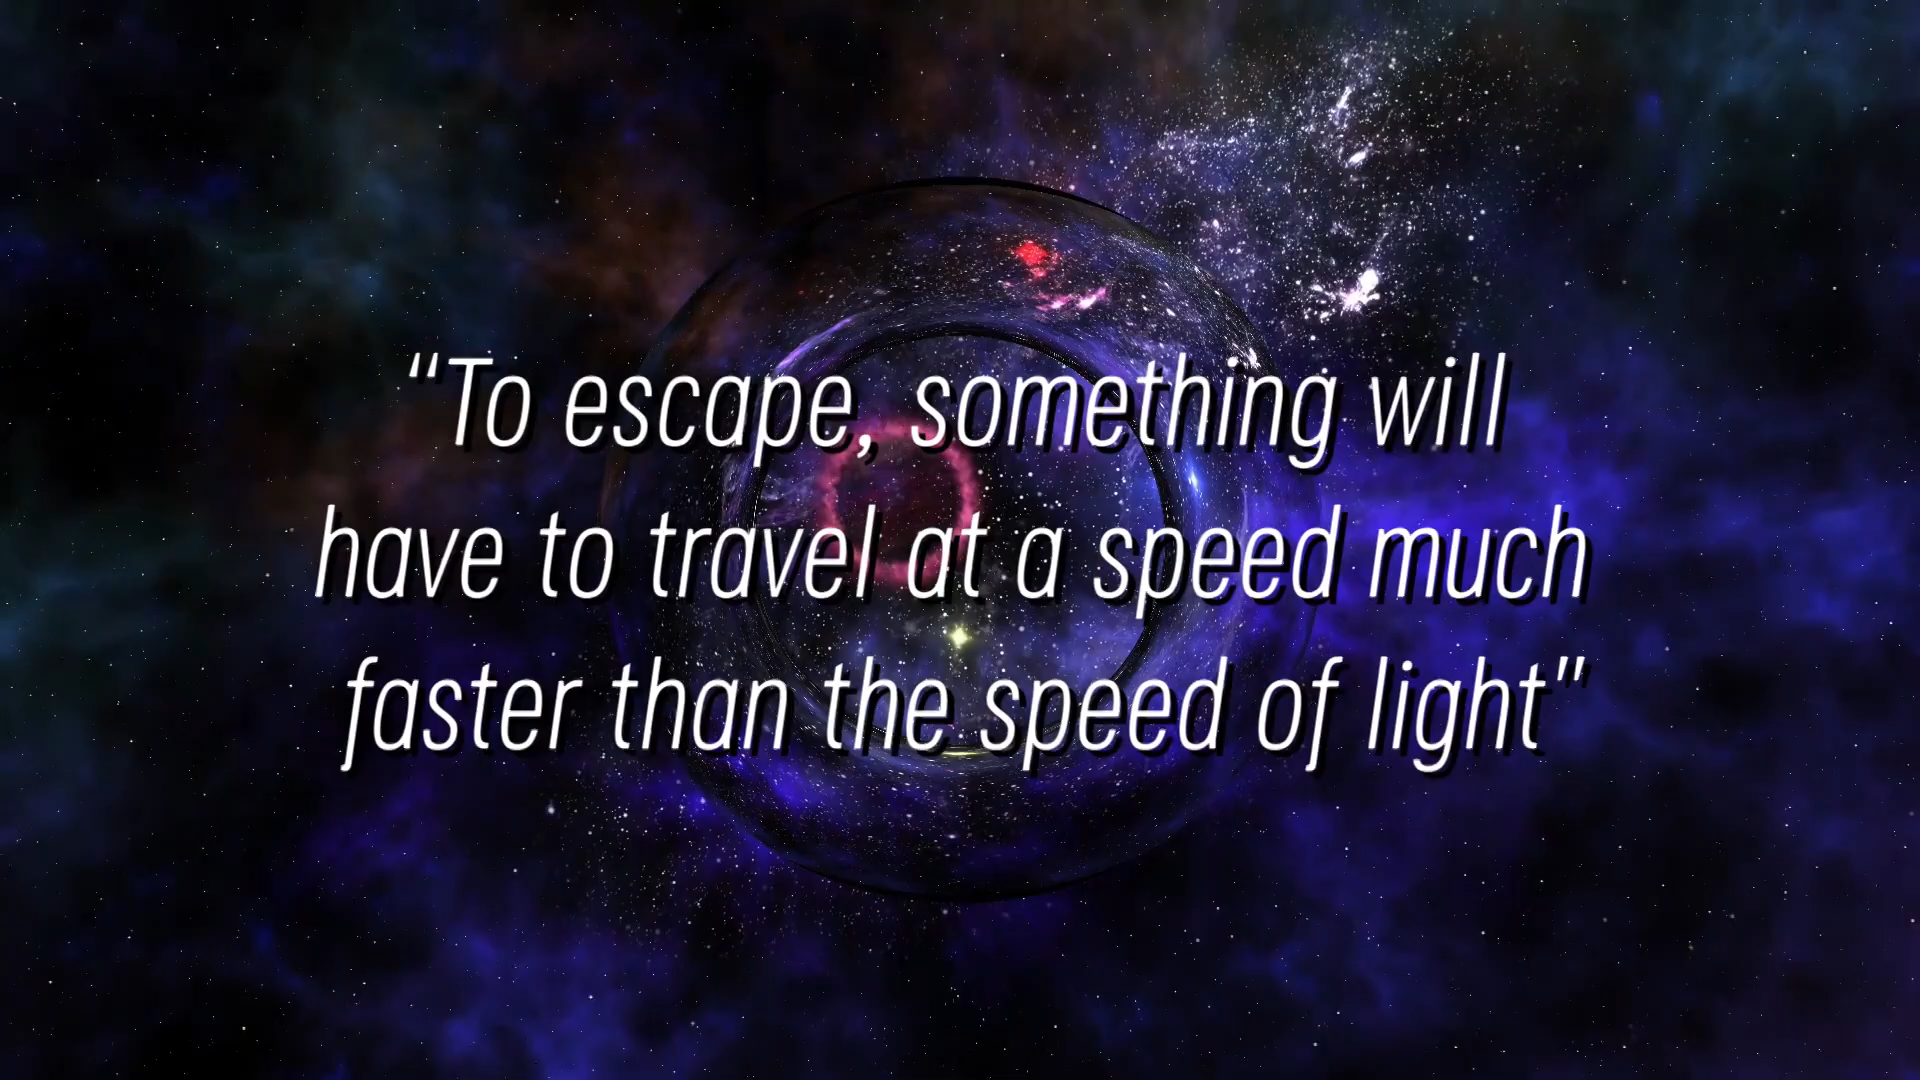 “To escape, something will
have to travel at a speed much
faster than the speed of light”